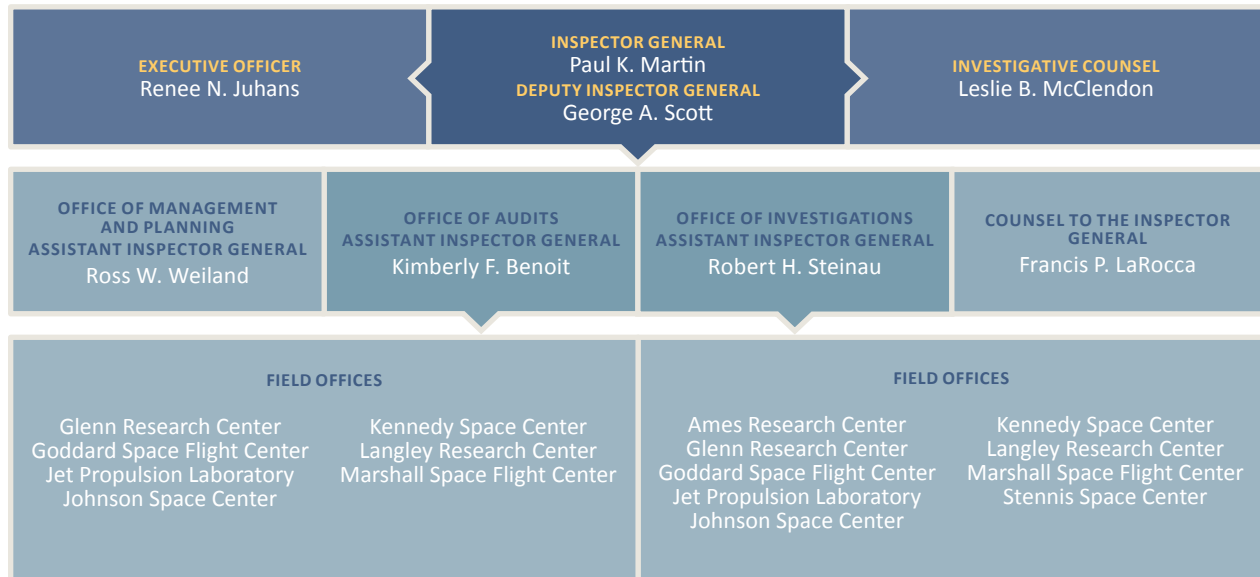 EXECUTIVE OFFICER
Renee N. Juhans
INSPECTOR GENERAL
Paul K. Martin
DEPUTY INSPECTOR GENERAL
George A. Scott
INVESTIGATIVE COUNSEL
Leslie B. McClendon
OFFICE OF MANAGEMENT
AND PLANNING
ASSISTANT INSPECTOR GENERAL
Ross W. Weiland
OFFICE OF AUDITS
ASSISTANT INSPECTOR GENERAL
Kimberly F. Benoit
OFFICE OF INVESTIGATIONS
ASSISTANT INSPECTOR GENERAL
Robert H. Steinau
COUNSEL TO THE INSPECTOR
GENERAL
Francis P. LaRocca
FIELD OFFICES
Glenn Research Center
Goddard Space Flight Center
Jet Propulsion Laboratory
Johnson Space Center
Kennedy Space Center
Langley Research Center
Marshall Space Flight Center
FIELD OFFICES
Ames Research Center
Glenn Research Center
Goddard Space Flight Center
Jet Propulsion Laboratory
Johnson Space Center
Kennedy Space Center
Langley Research Center
Marshall Space Flight Center
Stennis Space Center